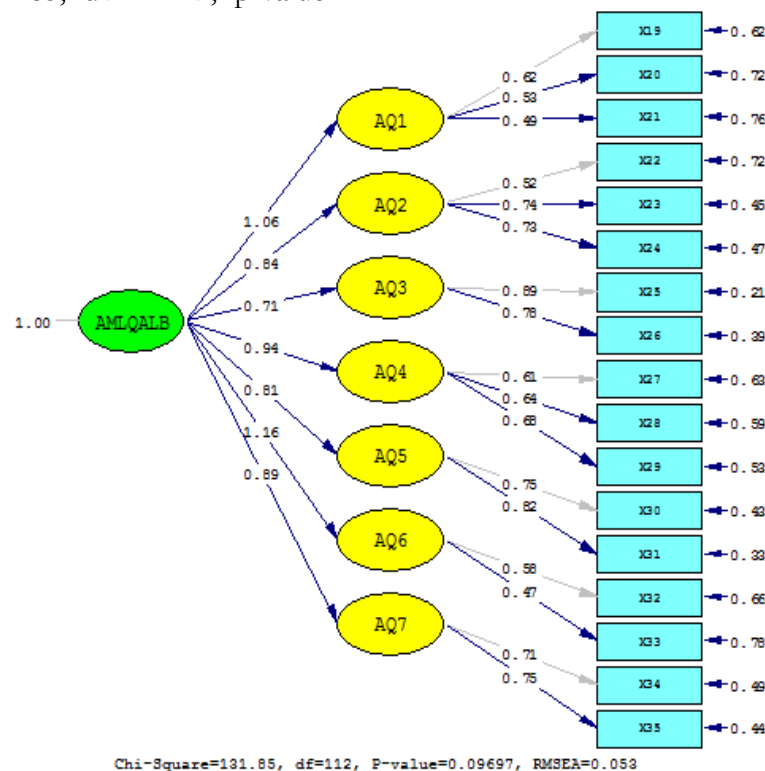 X19 0.62
0.62
X20 0.72
0.53
AQ1
0.49 X21 0.76
X22 0.72
0.52
AQ2 0.74 X23 0.45
1.06 0.73
X24 0.47
0.84
AQ3 0.89 X25 0.21
0.71 0.78
1.00 AMLQALB X26 0.39
0.94
AQ4 0.61 X27 0.63
0.81 0.64
0.68 X28 0.59
1.16
AQ5 X29 0.53
0.89 0.75
X30 0.43
0.82
AQ6 X31 0.33
0.58
X32 0.66
0.47
AQ7 X33 0.78
0.71
X34 0.49
0.75
X35 0.44
Chi-Square=131.85, df=112, P-value=0.09697, RMSEA=0.053